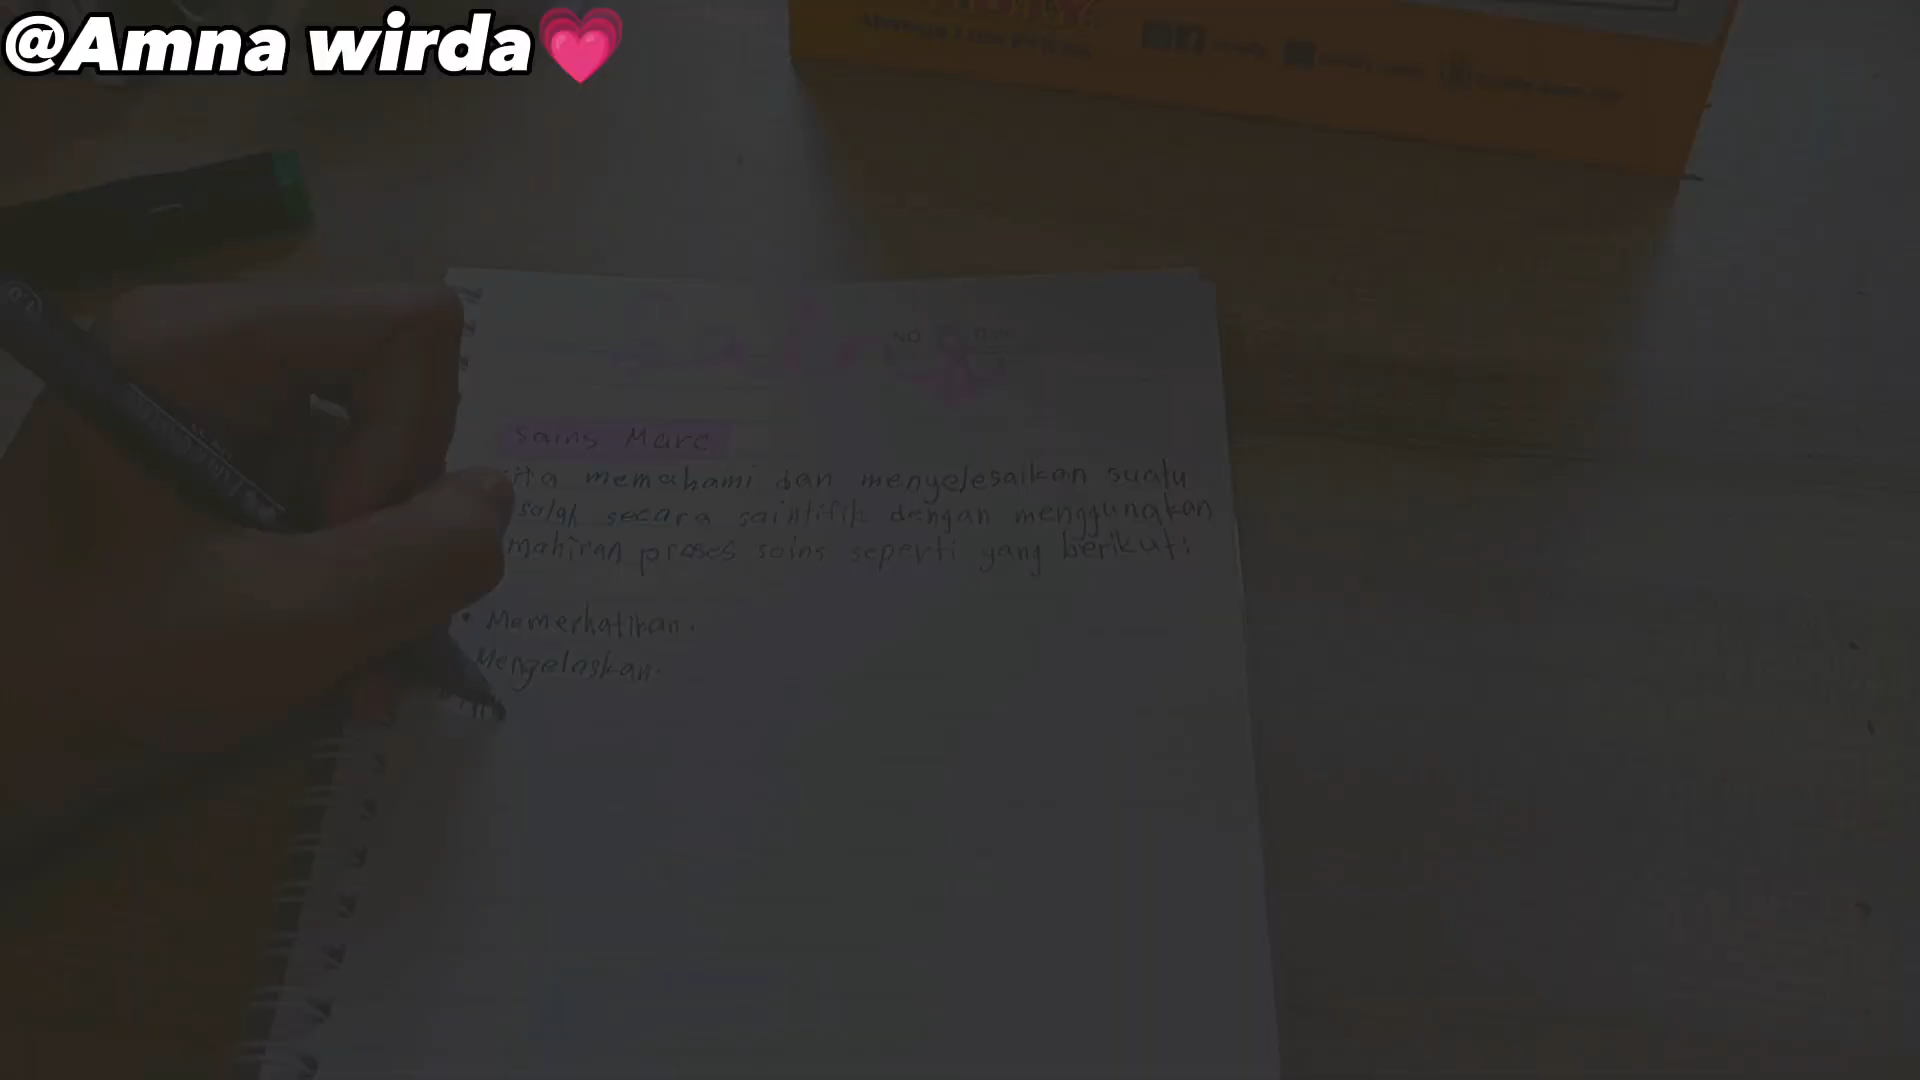 @Amna wirda💗
NO
Sains Marc
ita memahami dan menyelesaikan suatu
salah secara saintifik dengan menggunakan
mahiran proses sains seperti yang berikut:
• Memerhatikan.
Mengelaskan.